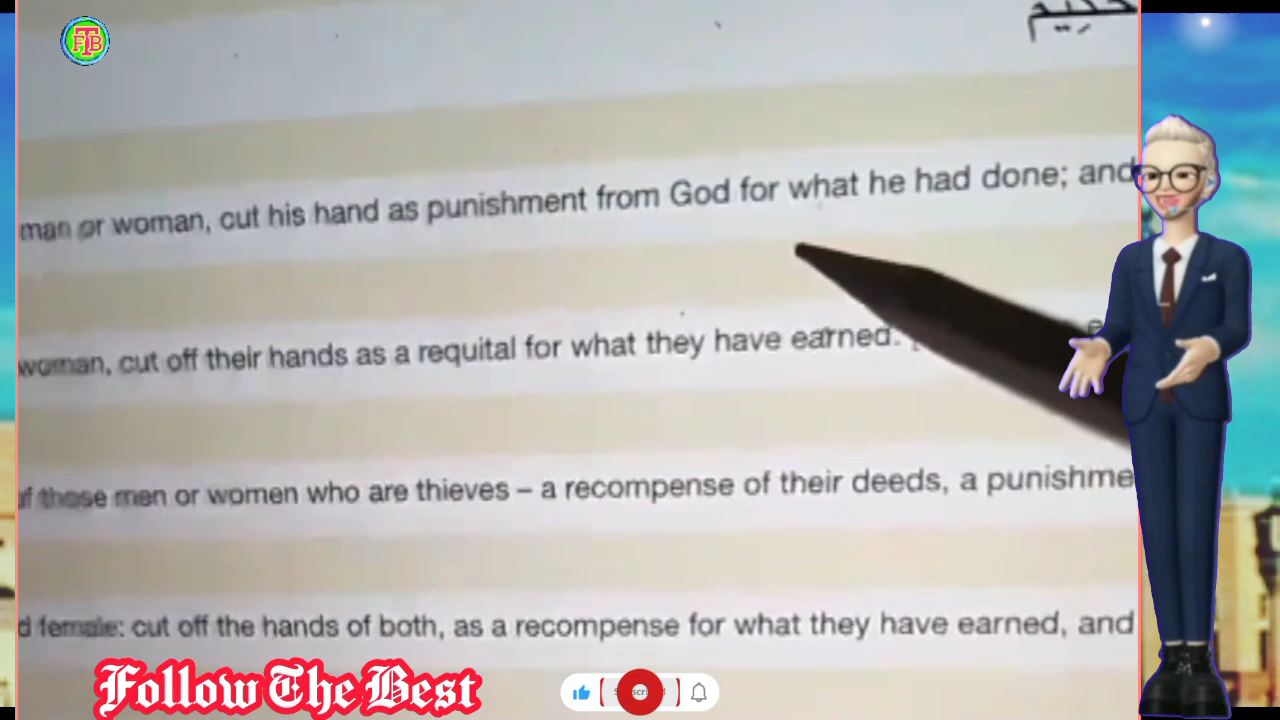 FTB
man or woman, cut his hand as punishment from God for what he had done; and
woman, cut off their hands as a requital for what they have earned.
of those men or women who are thieves – a recompense of their deeds, a punishme
d female: cut off the hands of both, as a recompense for what they have earned, and
Follow The Best